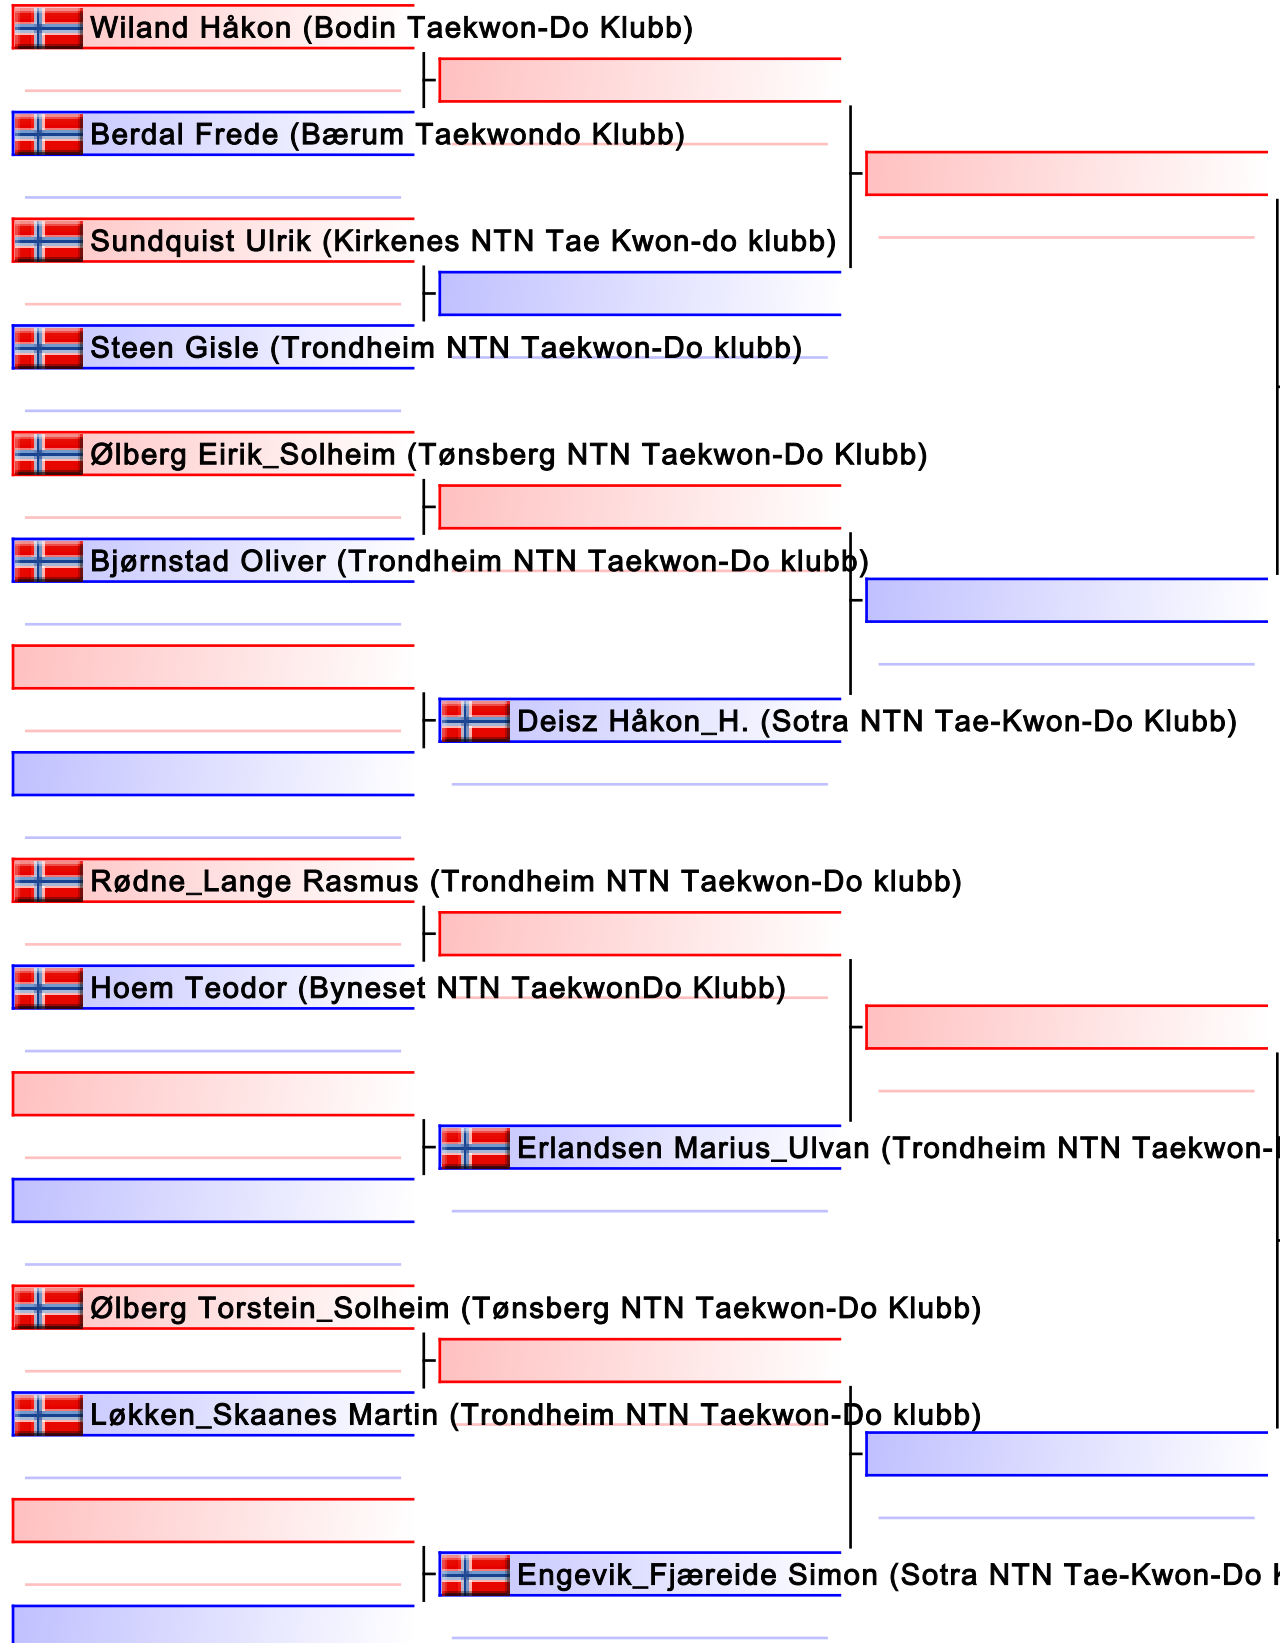 Wiland Håkon (Bodin Taekwon-Do Klubb)
Berdal Frede (Bærum Taekwondo Klubb)
Sundquist Ulrik (Kirkenes NTN Tae Kwon-do klubb)
Steen Gisle (Trondheim NTN Taekwon-Do klubb)
Ølberg Eirik_Solheim (Tønsberg NTN Taekwon-Do Klubb)
Bjørnstad Oliver (Trondheim NTN Taekwon-Do klubb)
Deisz Håkon_H. (Sotra NTN Tae-Kwon-Do Klubb)
Rødne_Lange Rasmus (Trondheim NTN Taekwon-Do klubb)
Hoem Teodor (Byneset NTN TaekwonDo Klubb)
Erlandsen Marius_Ulvan (Trondheim NTN Taekwon-
Ølberg Torstein_Solheim (Tønsberg NTN Taekwon-Do Klubb)
Løkken_Skaanes Martin (Trondheim NTN Taekwon-Do klubb)
Engevik_Fjæreide Simon (Sotra NTN Tae-Kwon-Do